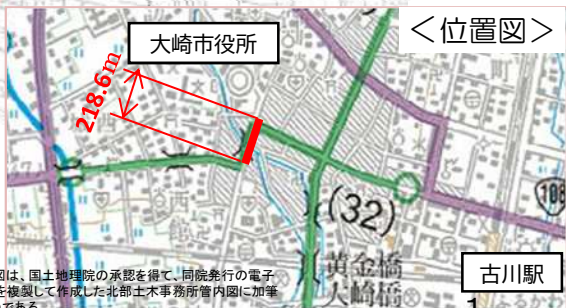 <位置図>
大崎市役所
218.6m
(32)
108
黄金橋
大崎橋
古川駅
図は、国土地理院の承認を得て、同院発行の電子
を複製して作成した北部土木事務所管内図に加筆
である